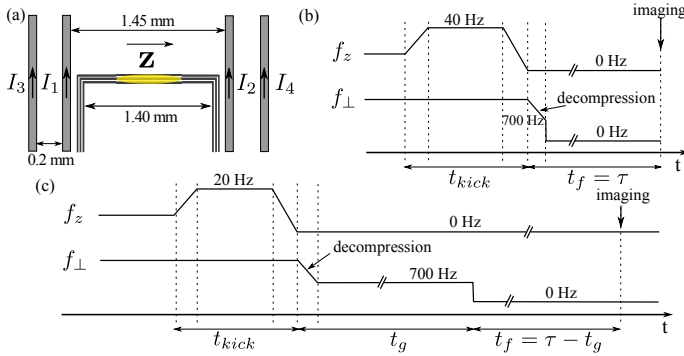 (a)
1.45 mm
z
I3 I1 I2 I4
1.40 mm
0.2 mm
(b)
imaging
40 Hz
fz
0 Hz
f⊥
decompression
700 Hz
0 Hz
t
tkick
tf = τ
(c)
imaging
20 Hz
fz
0 Hz
decompression
f⊥
700 Hz
0 Hz
t
tkick
tg
tf = τ − tg